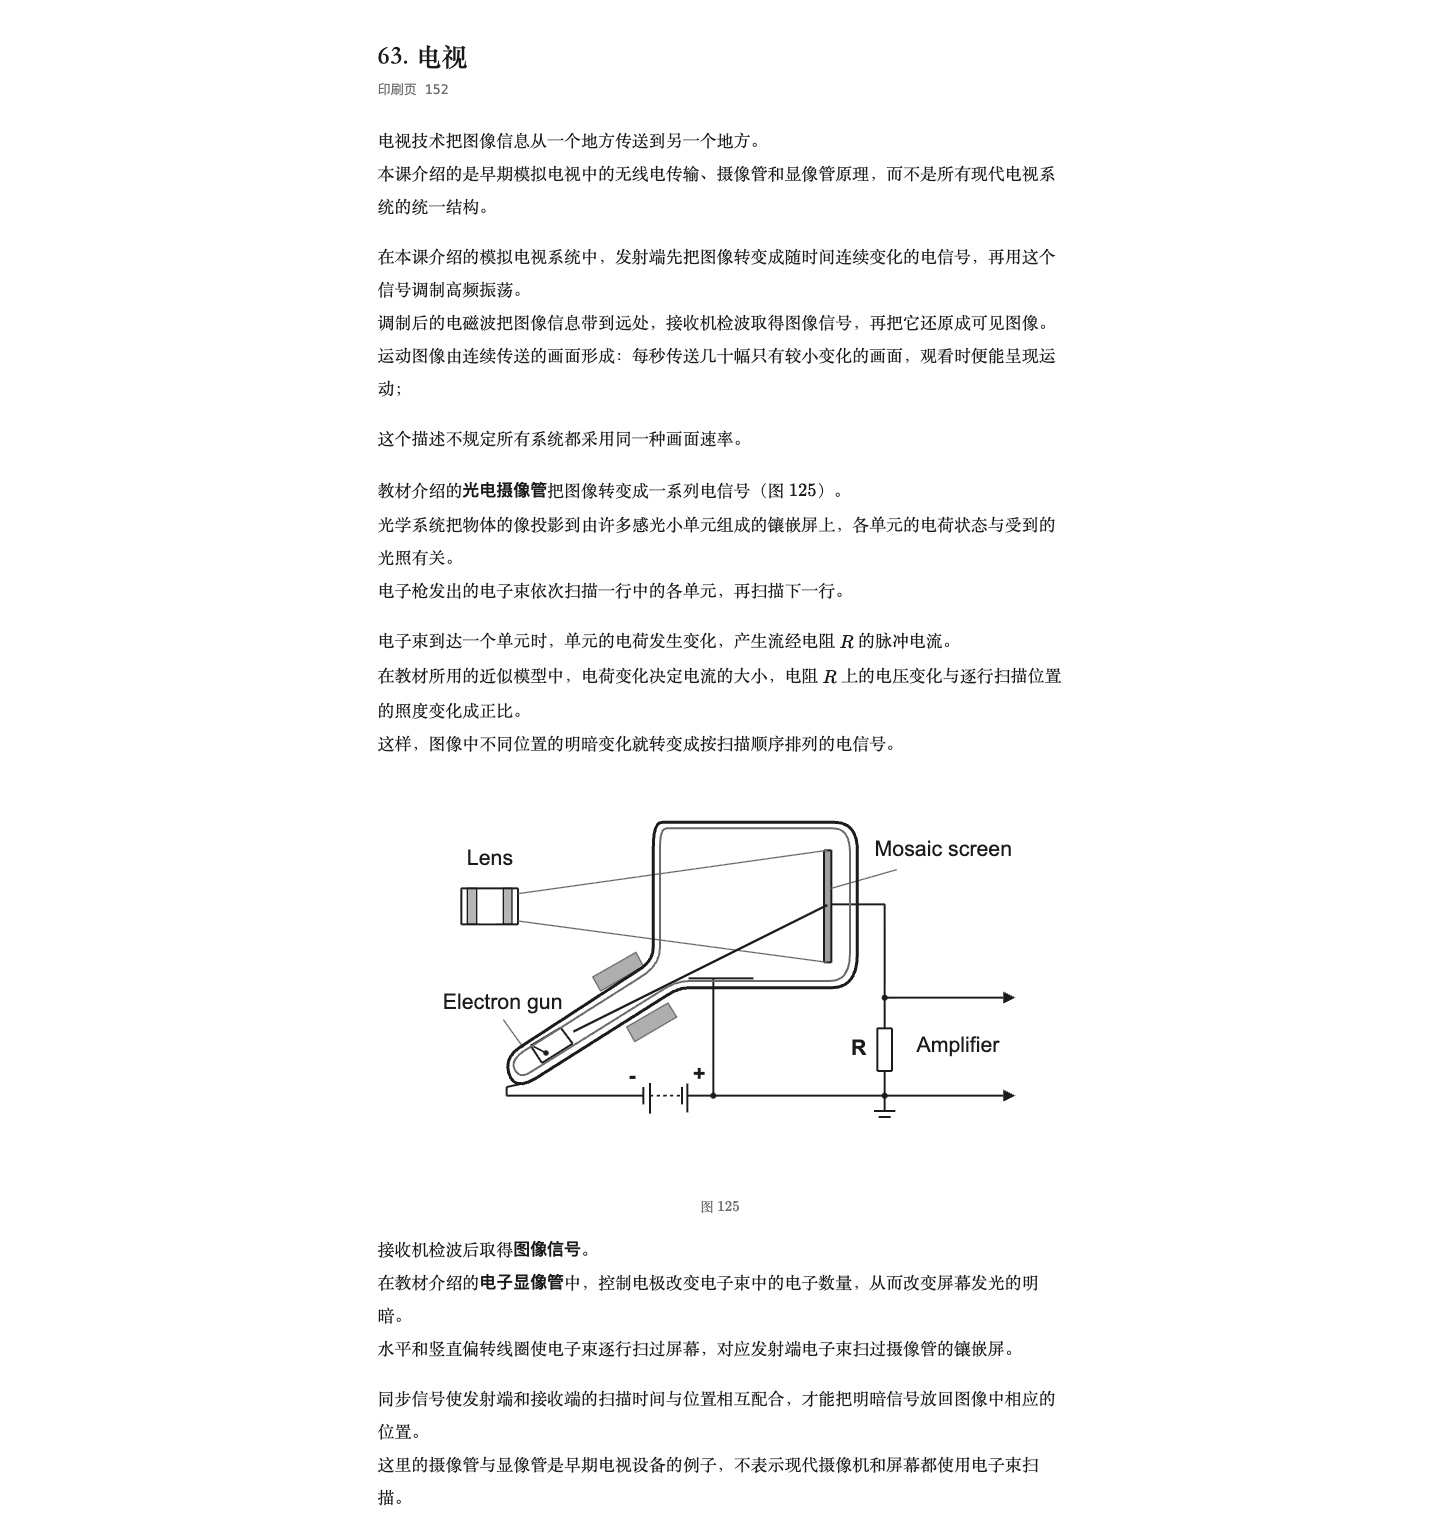 63. 电视
印刷页 152
电视技术把图像信息从一个地方传送到另一个地方。
本课介绍的是早期模拟电视中的无线电传输、摄像管和显像管原理，而不是所有现代电视系
统的统一结构。
在本课介绍的模拟电视系统中，发射端先把图像转变成随时间连续变化的电信号，再用这个
信号调制高频振荡。
调制后的电磁波把图像信息带到远处，接收机检波取得图像信号，再把它还原成可见图像。
运动图像由连续传送的画面形成：每秒传送几十幅只有较小变化的画面，观看时便能呈现运
动；
这个描述不规定所有系统都采用同一种画面速率。
教材介绍的光电摄像管把图像转变成一系列电信号（图 125）。
光学系统把物体的像投影到由许多感光小单元组成的镶嵌屏上，各单元的电荷状态与受到的
光照有关。
电子枪发出的电子束依次扫描一行中的各单元，再扫描下一行。
电子束到达一个单元时，单元的电荷发生变化，产生流经电阻 R 的脉冲电流。
在教材所用的近似模型中，电荷变化决定电流的大小，电阻 R 上的电压变化与逐行扫描位置
的照度变化成正比。
这样，图像中不同位置的明暗变化就转变成按扫描顺序排列的电信号。
Lens
Mosaic screen
Electron gun
R
Amplifier
-
+
图 125
接收机检波后取得图像信号。
在教材介绍的电子显像管中，控制电极改变电子束中的电子数量，从而改变屏幕发光的明
暗。
水平和竖直偏转线圈使电子束逐行扫过屏幕，对应发射端电子束扫过摄像管的镶嵌屏。
同步信号使发射端和接收端的扫描时间与位置相互配合，才能把明暗信号放回图像中相应的
位置。
这里的摄像管与显像管是早期电视设备的例子，不表示现代摄像机和屏幕都使用电子束扫
描。